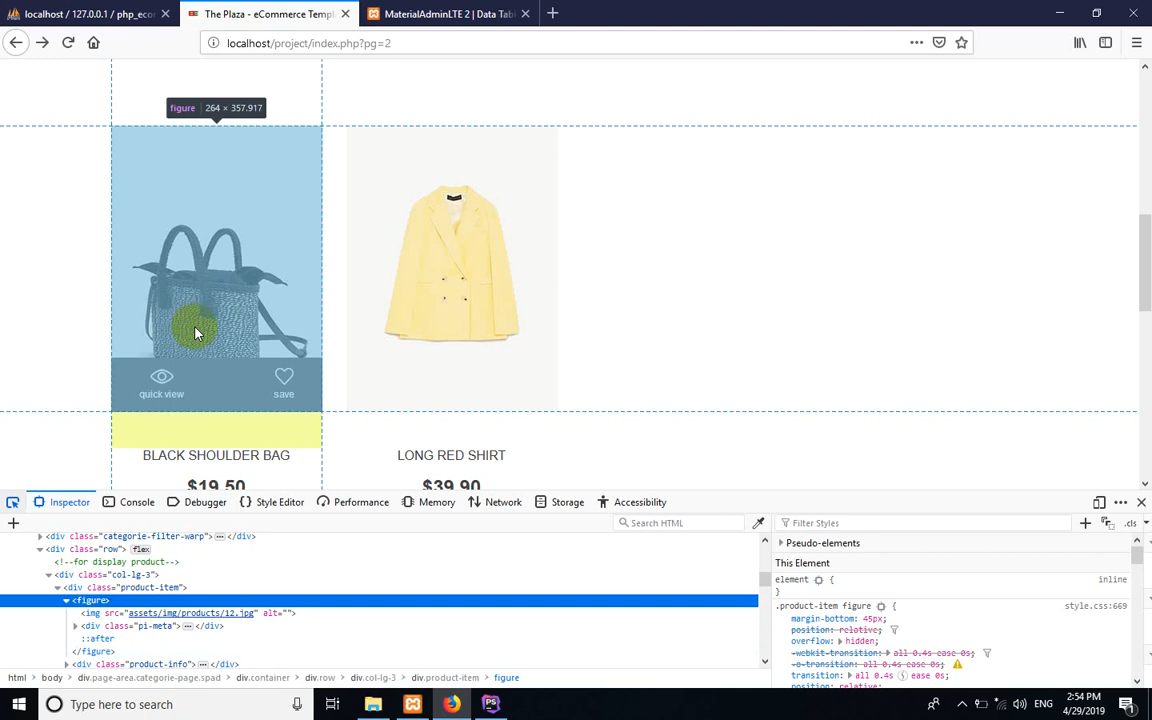 localhost / 127.0.0.1 / php_eco
The Plaza - eCommerce Templ
MaterialAdminLTE 2 | Data Tab
localhost/project/index.php?pg=2
figure 264 × 357.917
quick view
save
BLACK SHOULDER BAG
LONG RED SHIRT
$19.50
$39.90
Inspector
Console
Debugger
Style Editor
Performance
Memory
Network
Storage
Accessibility
Search HTML
Filter Styles
.cls
<div class="categorie-filter-warp"></div>
<div class="row"> flex
<!--for display product-->
<div class="col-lg-3">
<div class="product-item">
<figure>
<img src="assets/img/products/12.jpg" alt="">
<div class="pi-meta"></div>
::after
</figure>
<div class="product-info"></div>
Pseudo-elements
This Element
element { inline
}
.product-item figure { style.css:669
margin-bottom: 45px;
position: relative;
overflow: hidden;
-webkit-transition: all 0.4s ease 0s;
-o-transition: all 0.4s ease 0s;
transition: all 0.4s ease 0s;
position: relative;
html
body
div.page-area.categorie-page.spad
div.container
div.row
div.col-lg-3
div.product-item
figure
Type here to search
ENG
2:54 PM
4/29/2019
1